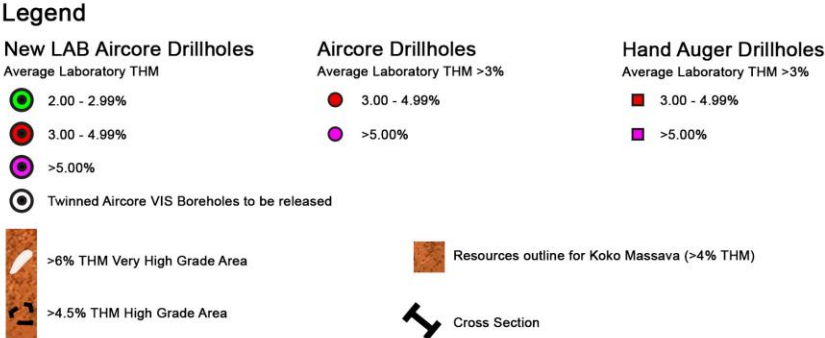 Legend
New LAB Aircore Drillholes
Average Laboratory THM
2.00 - 2.99%
3.00 - 4.99%
>5.00%
Twinned Aircore VIS Boreholes to be released
>6% THM Very High Grade Area
>4.5% THM High Grade Area
Aircore Drillholes
Average Laboratory THM >3%
3.00 - 4.99%
>5.00%
Hand Auger Drillholes
Average Laboratory THM >3%
3.00 - 4.99%
>5.00%
Resources outline for Koko Massava (>4% THM)
Cross Section